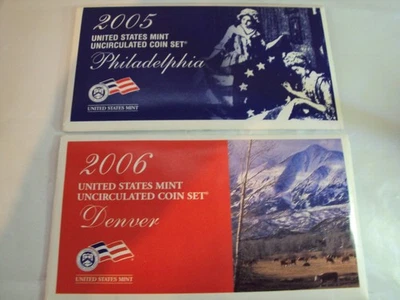 2005
UNITED STATES MINT
UNCIRCULATED COIN SET®
Philadelphia
UNITED STATES MINT
2006
UNITED STATES MINT
UNCIRCULATED COIN SET®
Denver
UNITED STATES MINT